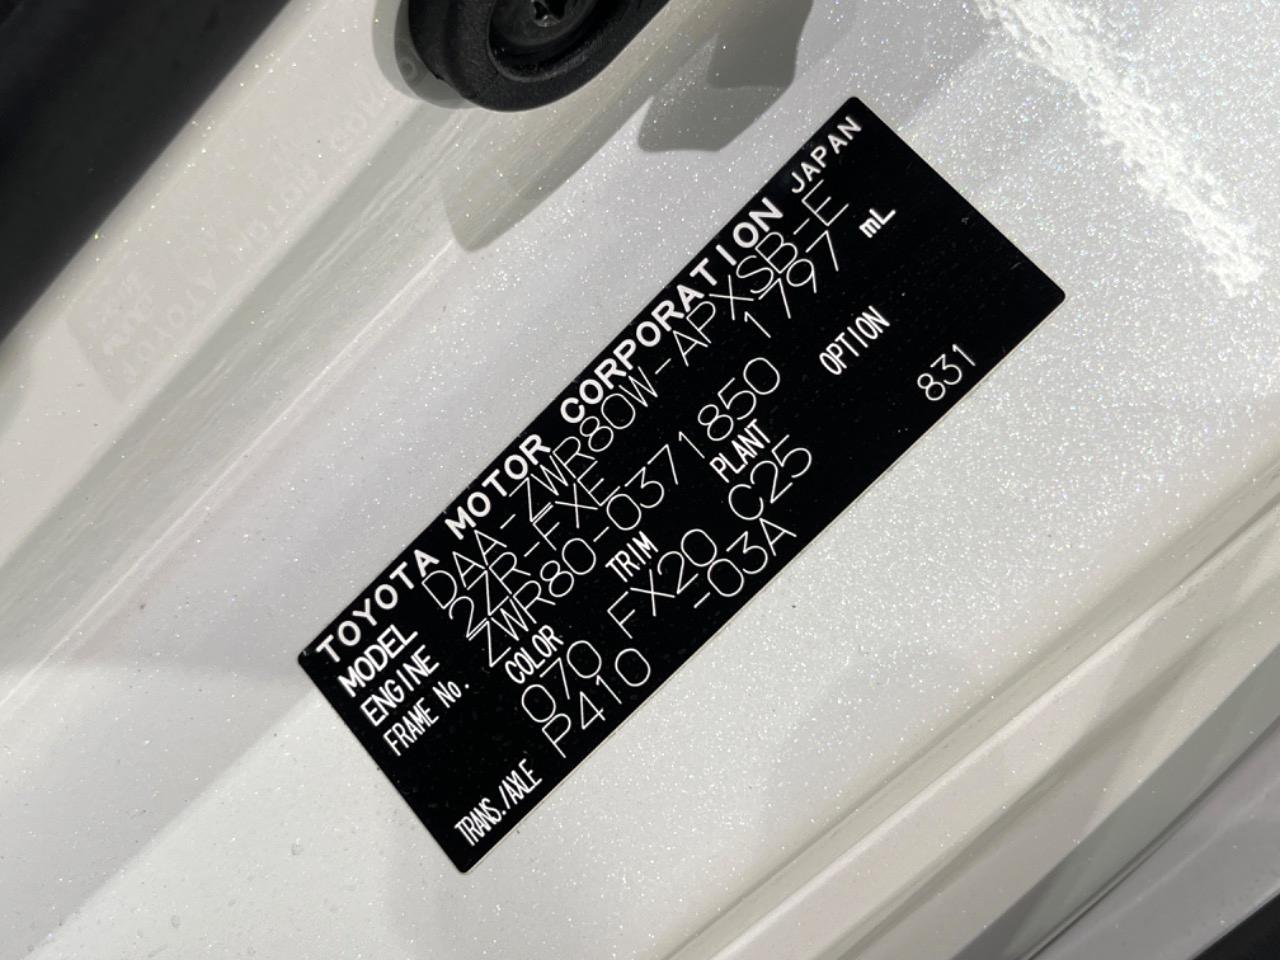 TOYOTA MOTOR CORPORATION JAPAN
MODEL DAA-ZWR80W-APXSB-E
ENGINE 2ZR-FXE 1797 mL
FRAME No. ZWR80-0371850
COLOR TRIM PLANT OPTION
070 FX20 C25 831
TRANS./AXLE P410 -03A